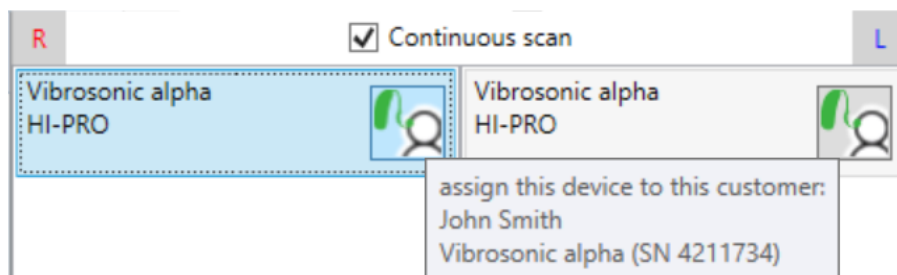 R
Continuous scan
L
Vibrosonic alpha
HI-PRO
Vibrosonic alpha
HI-PRO
assign this device to this customer:
John Smith
Vibrosonic alpha (SN 4211734)